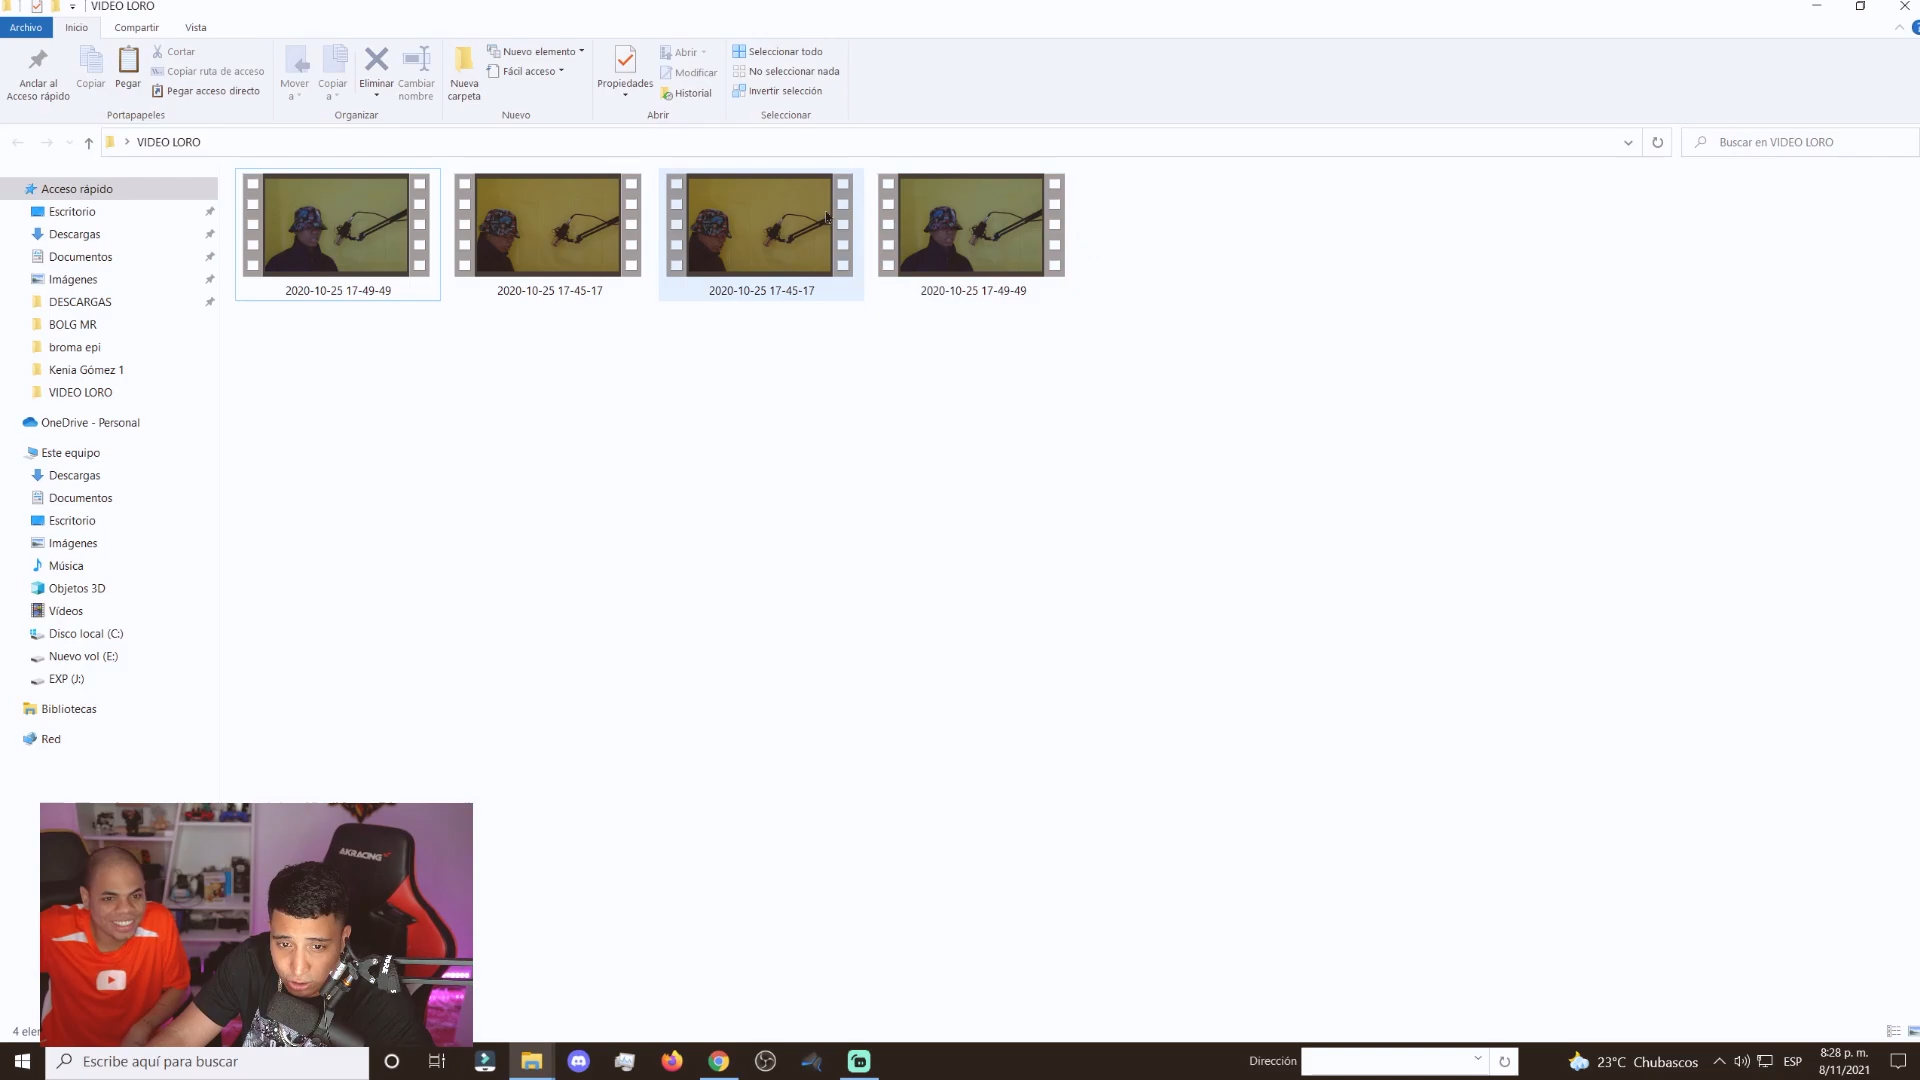 VIDEO LORO
Archivo Inicio Compartir Vista
Anclar al Acceso rápido
Copiar
Pegar
Cortar
Copiar ruta de acceso
Pegar acceso directo
Portapapeles
Mover a
Copiar a
Eliminar
Cambiar nombre
Organizar
Nueva carpeta
Nuevo elemento
Fácil acceso
Nuevo
Propiedades
Abrir
Modificar
Historial
Abrir
Seleccionar todo
No seleccionar nada
Invertir selección
Seleccionar
VIDEO LORO
Buscar en VIDEO LORO
Acceso rápido
Escritorio
Descargas
Documentos
Imágenes
DESCARGAS
BOLG MR
broma epi
Kenia Gómez 1
VIDEO LORO
OneDrive - Personal
Este equipo
Descargas
Documentos
Escritorio
Imágenes
Música
Objetos 3D
Vídeos
Disco local (C:)
Nuevo vol (E:)
EXP (J:)
Bibliotecas
Red
2020-10-25 17-49-49
2020-10-25 17-45-17
2020-10-25 17-45-17
2020-10-25 17-49-49
AKRACING
Escribe aquí para buscar
Dirección
23°C Chubascos
ESP
8:28 p. m.
8/11/2021